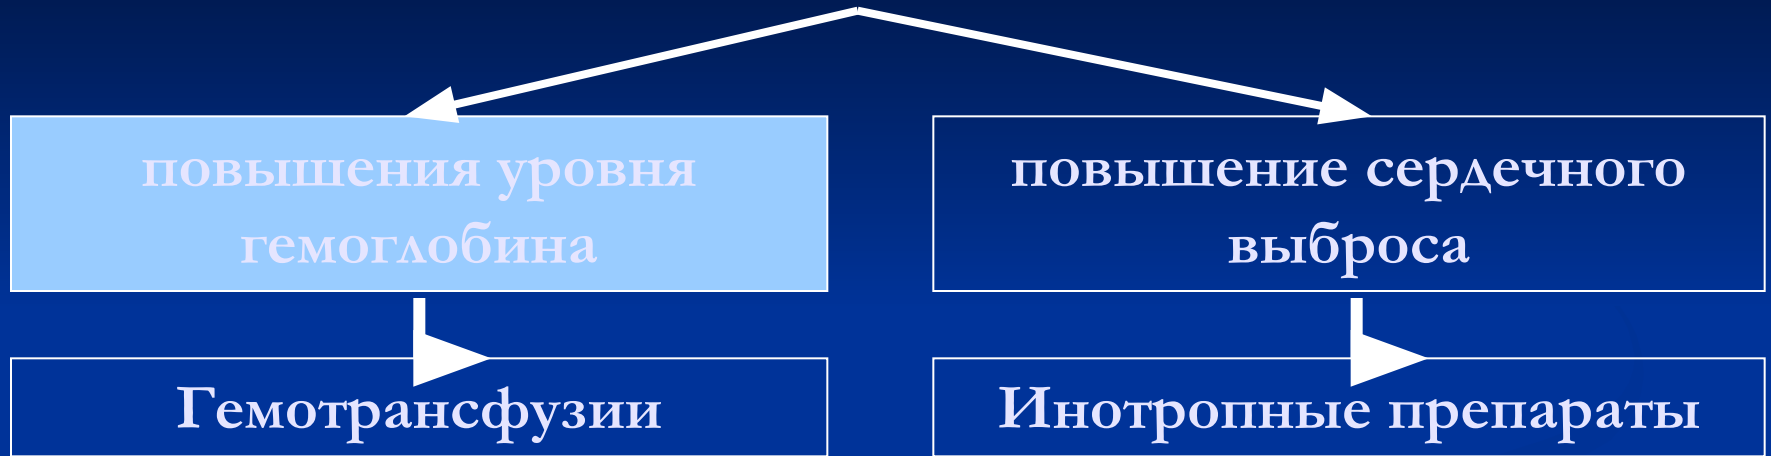 повышения уровня
гемоглобина
повышение сердечного
выброса
Гемотрансфузии
Инотропные препараты